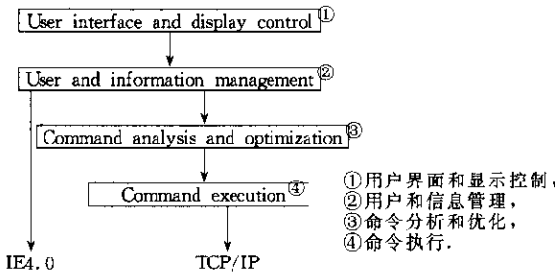 User interface and display control①
User and information management②
Command analysis and optimization③
Command execution④
①用户界面和显示控制,
②用户和信息管理,
③命令分析和优化,
④命令执行.
IE4.0
TCP/IP